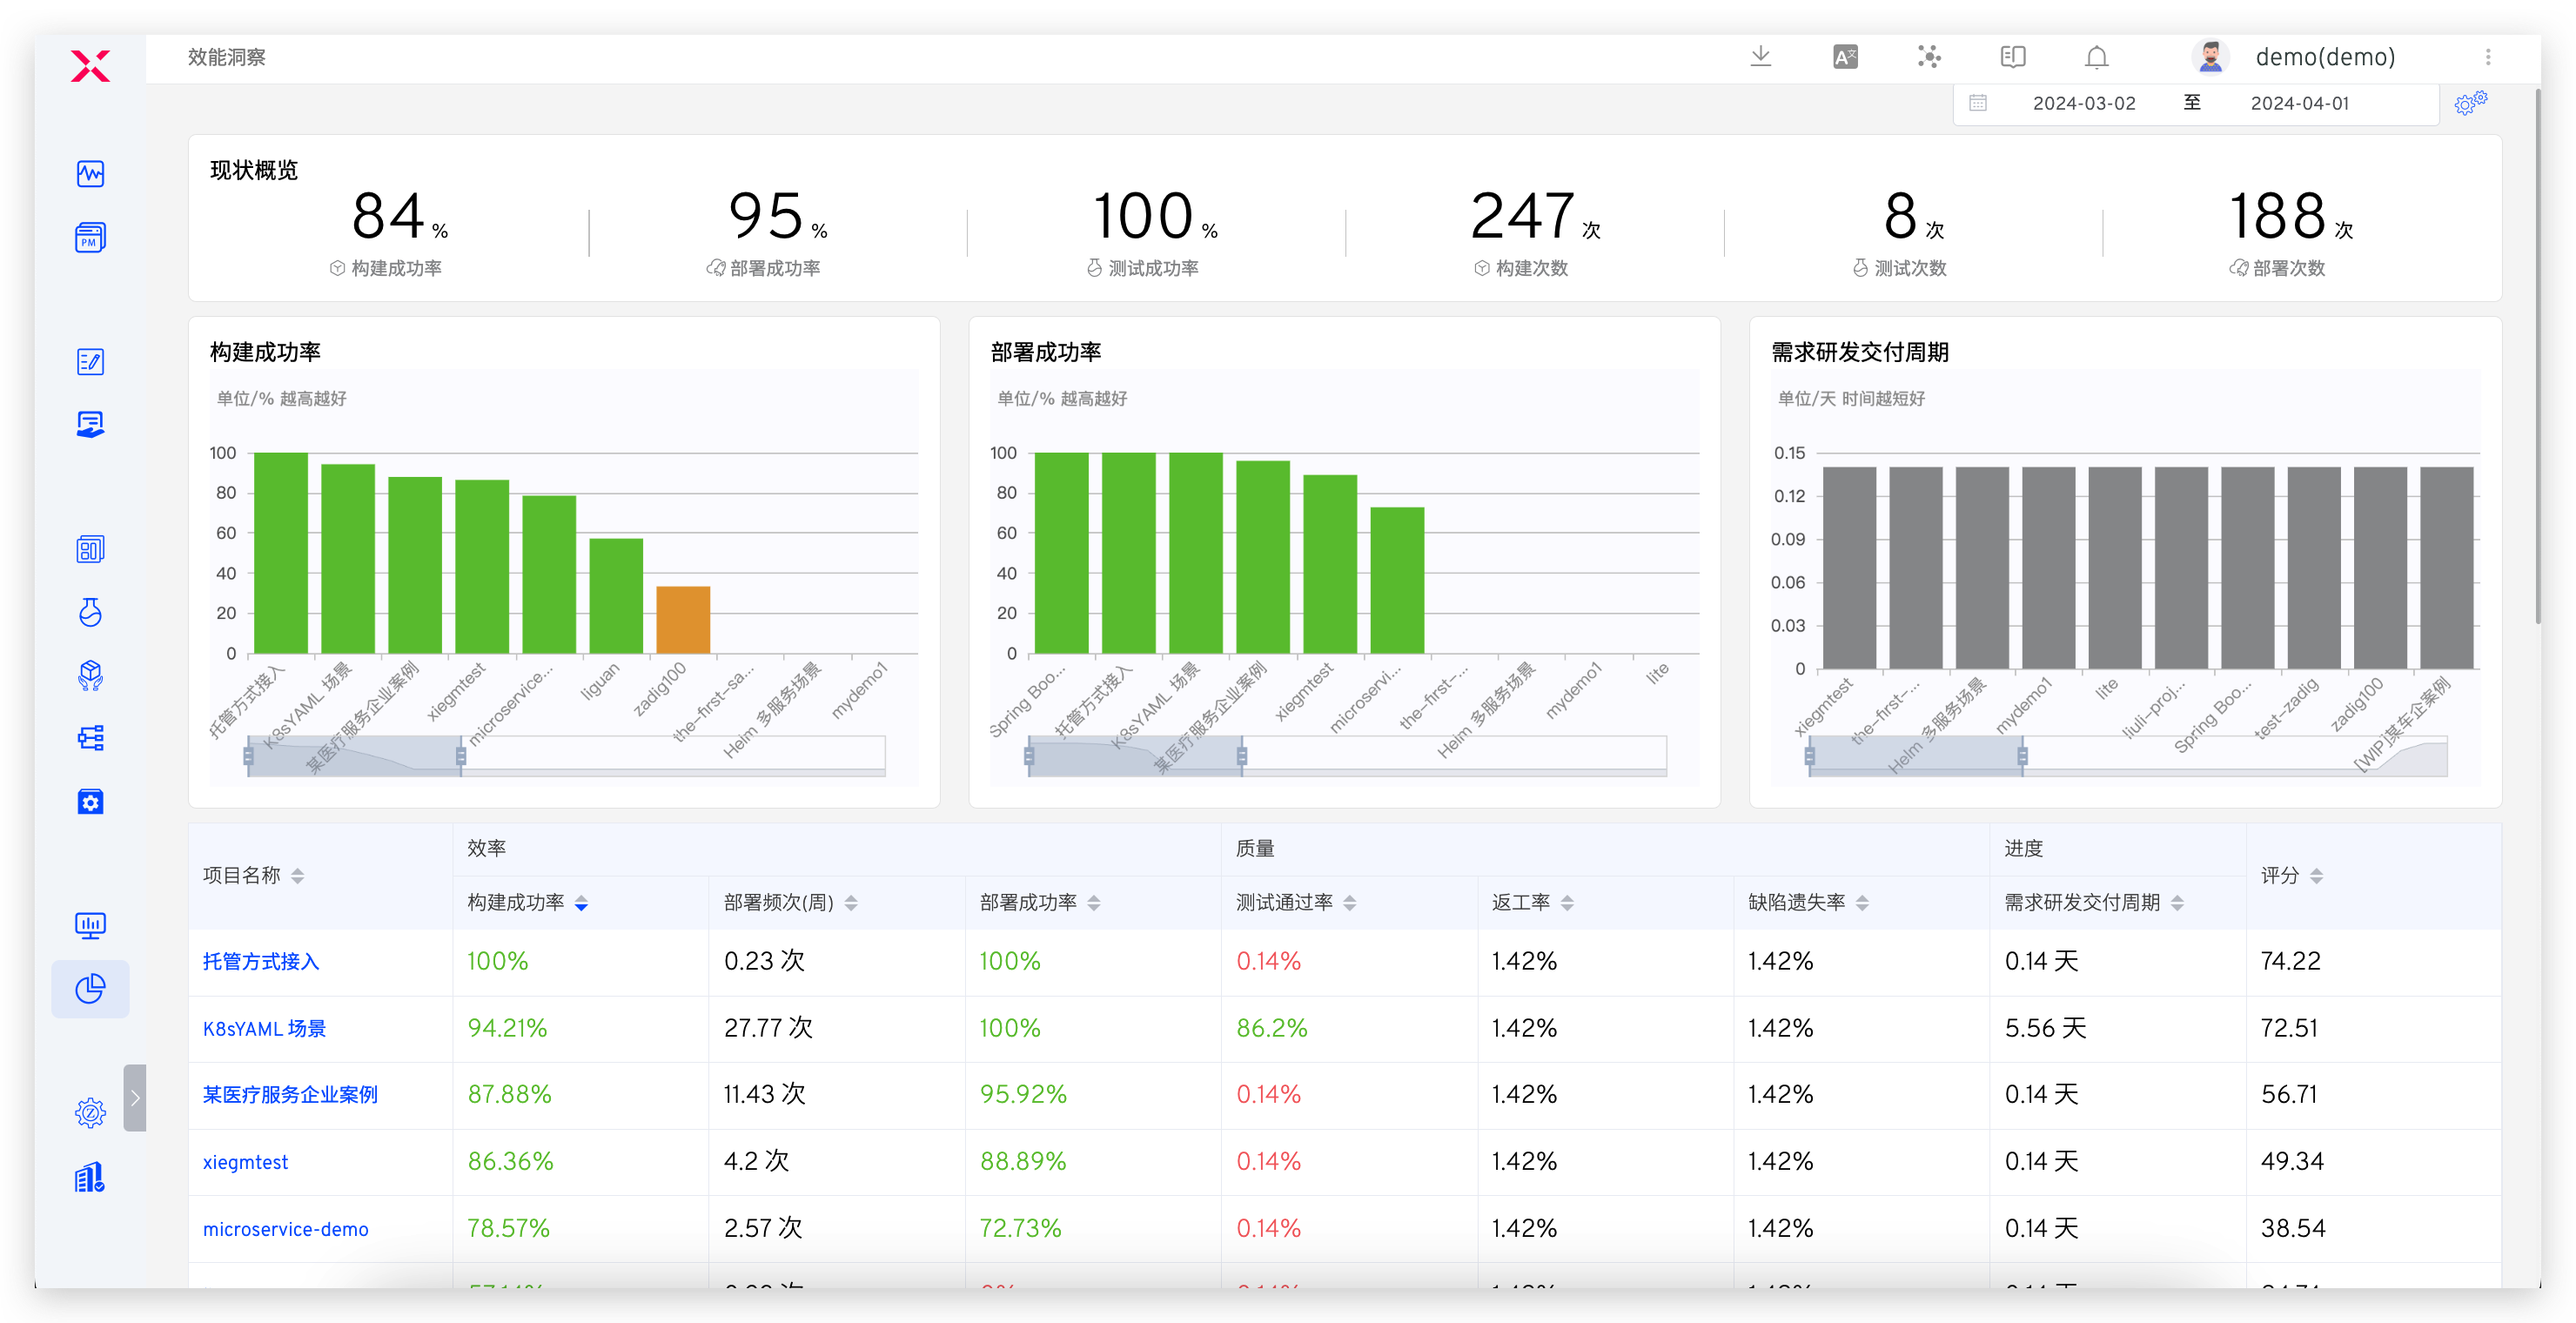 效能洞察
demo(demo)
2024-03-02 至 2024-04-01
现状概览
84 % 95 % 100 % 247 次 8 次 188 次
构建成功率 部署成功率 测试成功率 构建次数 测试次数 部署次数
构建成功率
单位/% 越高越好
100
80
60
40
20
0
托管方式接入
K8sYAML 场景
某医疗服务企业案例
xiegmtest
microservice...
liguan
zadig100
the-first-sa...
Helm 多服务场景
mydemo1
部署成功率
单位/% 越高越好
100
80
60
40
20
0
Spring Boo...
托管方式接入
K8sYAML 场景
某医疗服务企业案例
xiegmtest
microservi...
the-first-...
Helm 多服务场景
mydemo1
lite
需求研发交付周期
单位/天 时间越短好
0.15
0.12
0.09
0.06
0.03
0
xiegmtest
the-first-...
Helm 多服务场景
mydemo1
lite
liuli-proj...
Spring Boo...
test-zadig
zadig100
[WIP]某车企案例
项目名称 效率 质量 进度 评分
构建成功率 部署频次(周) 部署成功率 测试通过率 返工率 缺陷遗失率 需求研发交付周期
托管方式接入 100% 0.23 次 100% 0.14% 1.42% 1.42% 0.14 天 74.22
K8sYAML 场景 94.21% 27.77 次 100% 86.2% 1.42% 1.42% 5.56 天 72.51
某医疗服务企业案例 87.88% 11.43 次 95.92% 0.14% 1.42% 1.42% 0.14 天 56.71
xiegmtest 86.36% 4.2 次 88.89% 0.14% 1.42% 1.42% 0.14 天 49.34
microservice-demo 78.57% 2.57 次 72.73% 0.14% 1.42% 1.42% 0.14 天 38.54